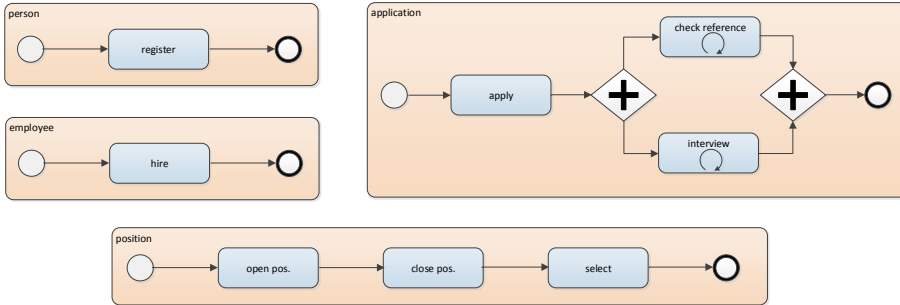 person
register
application
check reference
apply
interview
employee
hire
position
open pos.
close pos.
select